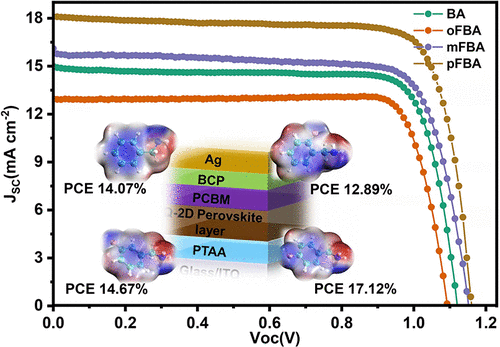 18
15
12
9
6
3
0
J_SC(mA cm⁻²)
BA
oFBA
mFBA
pFBA
PCE 14.07%
PCE 12.89%
Ag
BCP
PCBM
Q-2D Perovskite
layer
PTAA
Glass/ITO
PCE 14.67%
PCE 17.12%
0.0 0.2 0.4 0.6 0.8 1.0 1.2
Voc(V)